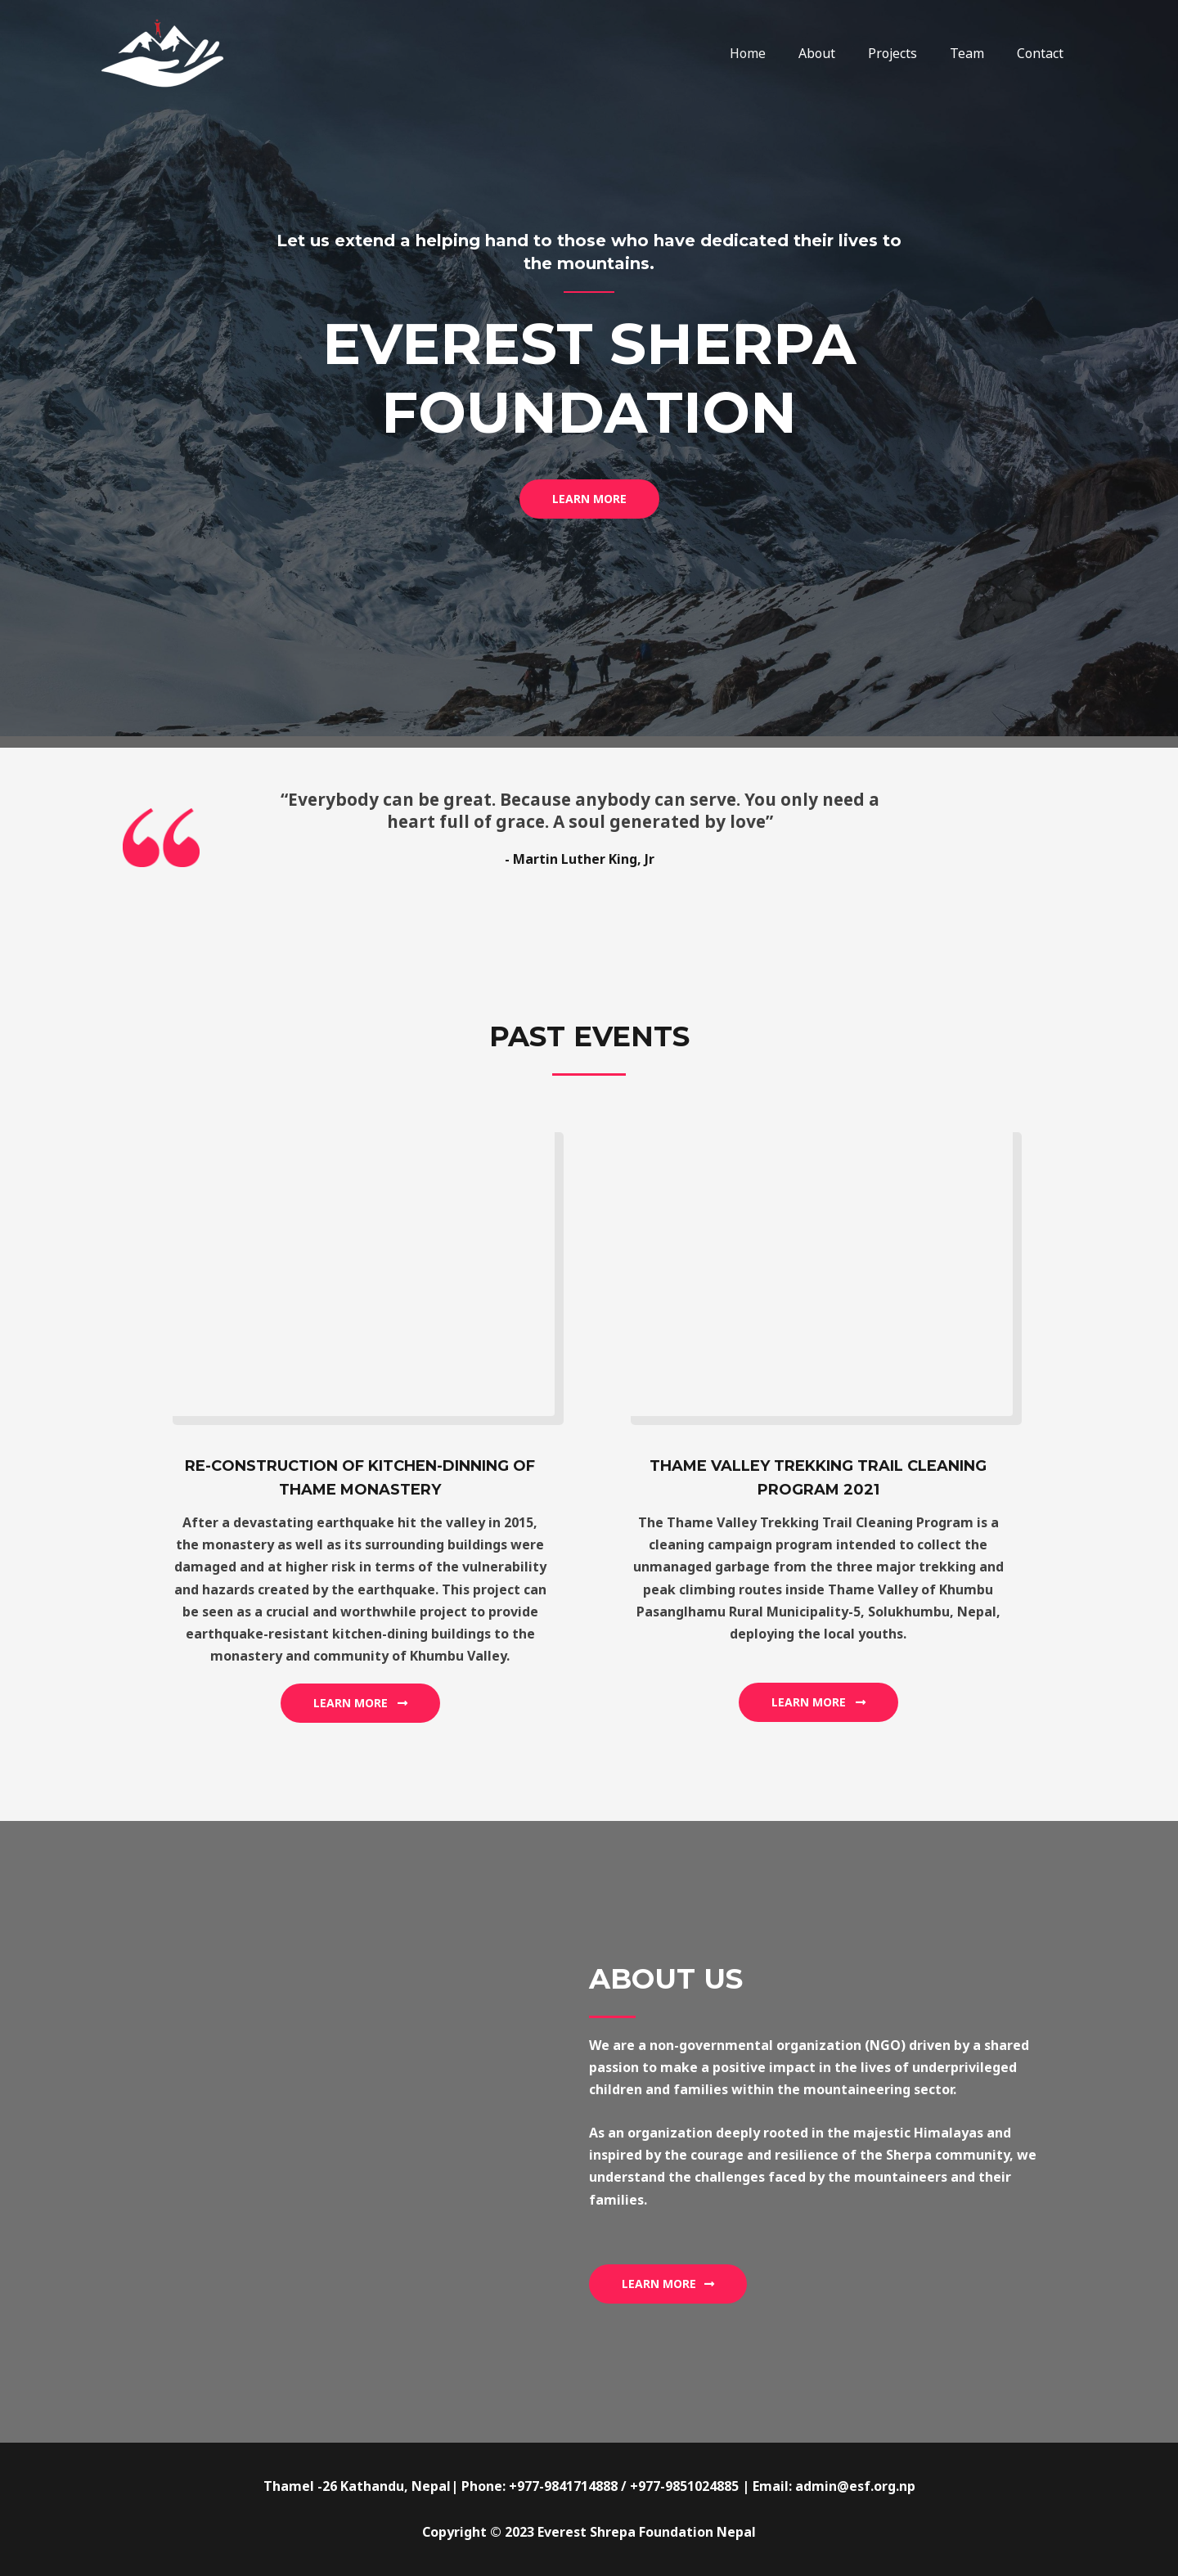 Home About Projects Team Contact
Let us extend a helping hand to those who have dedicated their lives to
the mountains.
EVEREST SHERPA
FOUNDATION
LEARN MORE
“Everybody can be great. Because anybody can serve. You only need a
heart full of grace. A soul generated by love”
- Martin Luther King, Jr
PAST EVENTS
RE-CONSTRUCTION OF KITCHEN-DINNING OF
THAME MONASTERY
After a devastating earthquake hit the valley in 2015,
the monastery as well as its surrounding buildings were
damaged and at higher risk in terms of the vulnerability
and hazards created by the earthquake. This project can
be seen as a crucial and worthwhile project to provide
earthquake-resistant kitchen-dining buildings to the
monastery and community of Khumbu Valley.
LEARN MORE
THAME VALLEY TREKKING TRAIL CLEANING
PROGRAM 2021
The Thame Valley Trekking Trail Cleaning Program is a
cleaning campaign program intended to collect the
unmanaged garbage from the three major trekking and
peak climbing routes inside Thame Valley of Khumbu
Pasanglhamu Rural Municipality-5, Solukhumbu, Nepal,
deploying the local youths.
LEARN MORE
ABOUT US
We are a non-governmental organization (NGO) driven by a shared
passion to make a positive impact in the lives of underprivileged
children and families within the mountaineering sector.
As an organization deeply rooted in the majestic Himalayas and
inspired by the courage and resilience of the Sherpa community, we
understand the challenges faced by the mountaineers and their
families.
LEARN MORE
Thamel -26 Kathandu, Nepal| Phone: +977-9841714888 / +977-9851024885 | Email: admin@esf.org.np
Copyright © 2023 Everest Shrepa Foundation Nepal